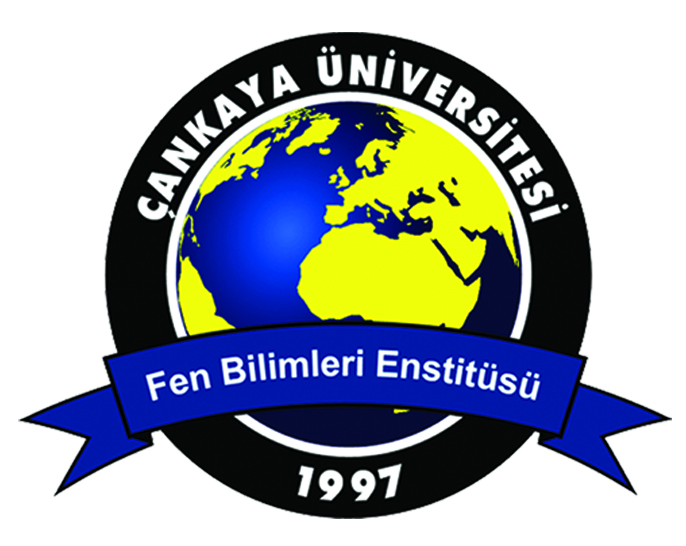 ÇANKAYA ÜNİVERSİTESİ
Fen Bilimleri Enstitüsü
1997